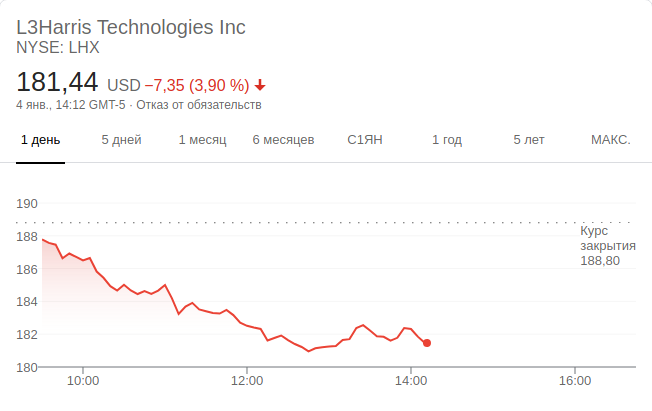 L3Harris Technologies Inc
NYSE: LHX
181,44 USD −7,35 (3,90 %)
4 янв., 14:12 GMT-5 · Отказ от обязательств
1 день 5 дней 1 месяц 6 месяцев С1ЯН 1 год 5 лет МАКС.
190
188
186
184
182
180
Курс
закрытия
188,80
10:00 12:00 14:00 16:00